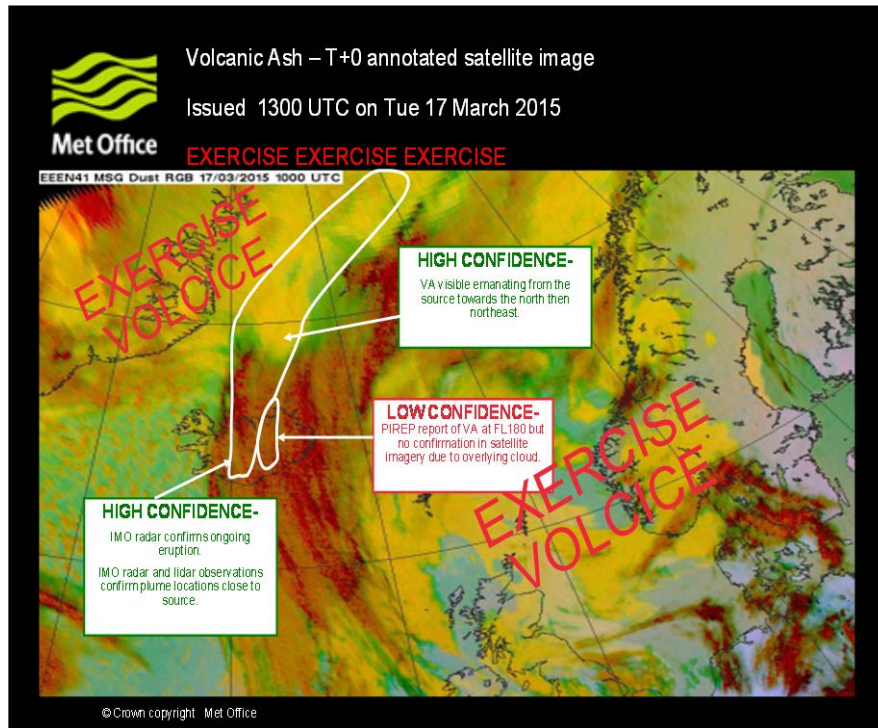 Volcanic Ash – T+0 annotated satellite image
Issued 1300 UTC on Tue 17 March 2015
Met Office
EXERCISE EXERCISE EXERCISE
EEEN41 MSG Dust RGB 17/03/2015 1000 UTC
EXERCISE
VOLCICE
HIGH CONFIDENCE-
VA visible emanating from the
source towards the north then
northeast.
LOW CONFIDENCE-
PIREP report of VA at FL180 but
no confirmation in satellite
imagery due to overlying cloud.
EXERCISE
VOLCICE
HIGH CONFIDENCE-
IMO radar confirms ongoing
eruption.
IMO radar and lidar observations
confirm plume locations close to
source.
© Crown copyright Met Office